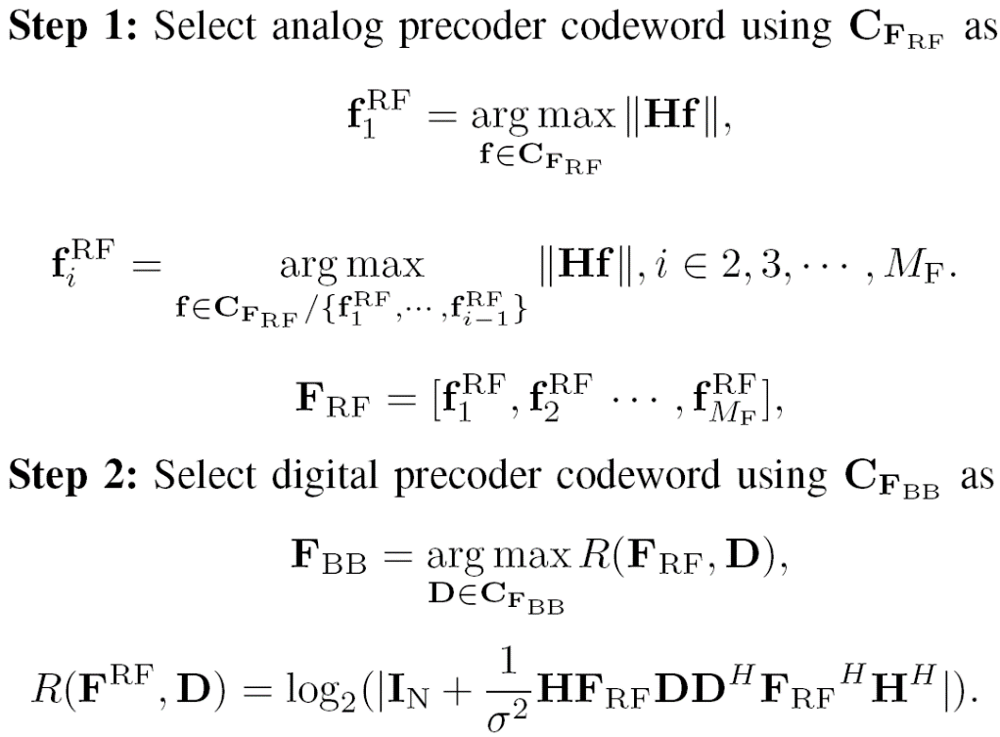 Step 1: Select analog precoder codeword using $\mathbf{C}_{\mathbf{F}_{\mathrm{RF}}}$ as
$\mathbf{f}_1^{\mathrm{RF}} = \underset{\mathbf{f} \in \mathbf{C}_{\mathbf{F}_{\mathrm{RF}}}}{\arg\max} \|\mathbf{H}\mathbf{f}\|,$
$\mathbf{f}_i^{\mathrm{RF}} = \underset{\mathbf{f} \in \mathbf{C}_{\mathbf{F}_{\mathrm{RF}}} / \{\mathbf{f}_1^{\mathrm{RF}}, \cdots, \mathbf{f}_{i-1}^{\mathrm{RF}}\}}{\arg\max} \|\mathbf{H}\mathbf{f}\|, i \in 2, 3, \cdots, M_{\mathrm{F}}.$
$\mathbf{F}_{\mathrm{RF}} = [\mathbf{f}_1^{\mathrm{RF}}, \mathbf{f}_2^{\mathrm{RF}} \cdots, \mathbf{f}_{M_{\mathrm{F}}}^{\mathrm{RF}}],$
Step 2: Select digital precoder codeword using $\mathbf{C}_{\mathbf{F}_{\mathrm{BB}}}$ as
$\mathbf{F}_{\mathrm{BB}} = \underset{\mathbf{D} \in \mathbf{C}_{\mathbf{F}_{\mathrm{BB}}}}{\arg\max} R(\mathbf{F}_{\mathrm{RF}}, \mathbf{D}),$
$R(\mathbf{F}^{\mathrm{RF}}, \mathbf{D}) = \log_2(|\mathbf{I}_{\mathrm{N}} + \frac{1}{\sigma^2} \mathbf{H}\mathbf{F}_{\mathrm{RF}}\mathbf{D}\mathbf{D}^H {\mathbf{F}_{\mathrm{RF}}}^H \mathbf{H}^H|).$